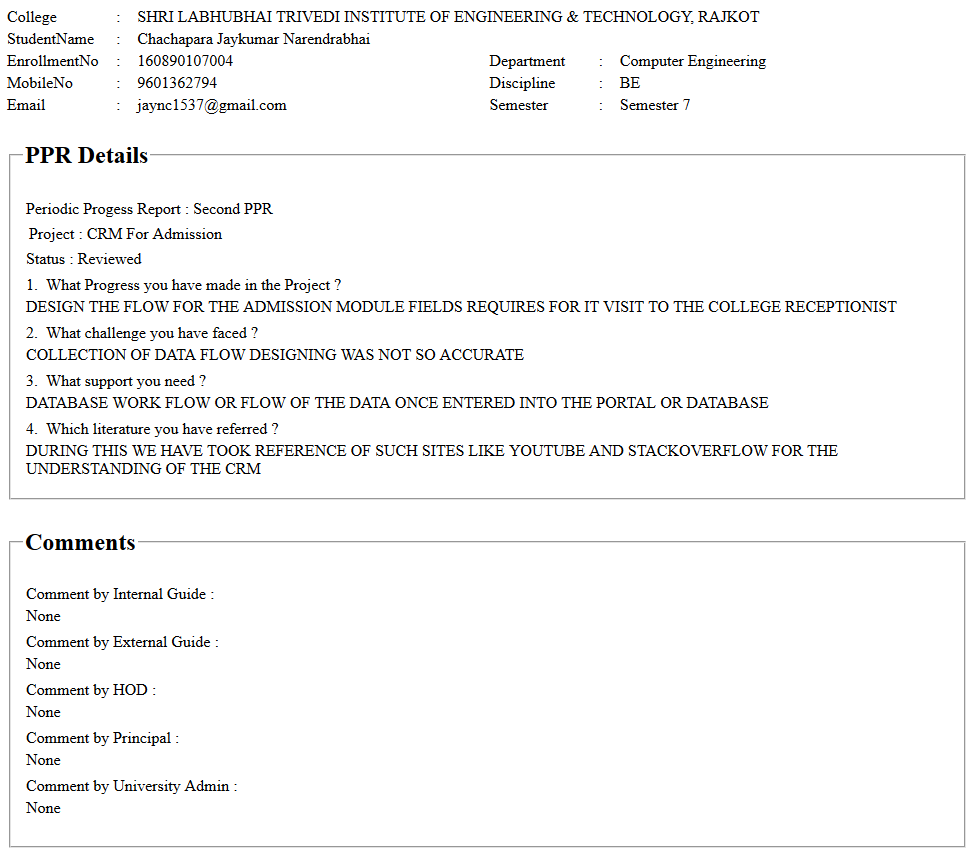 College : SHRI LABHUBHAI TRIVEDI INSTITUTE OF ENGINEERING & TECHNOLOGY, RAJKOT
StudentName : Chachapara Jaykumar Narendrabhai
EnrollmentNo : 160890107004 Department : Computer Engineering
MobileNo : 9601362794 Discipline : BE
Email : jaync1537@gmail.com Semester : Semester 7
PPR Details
Periodic Progess Report : Second PPR
Project : CRM For Admission
Status : Reviewed
1. What Progress you have made in the Project ?
DESIGN THE FLOW FOR THE ADMISSION MODULE FIELDS REQUIRES FOR IT VISIT TO THE COLLEGE RECEPTIONIST
2. What challenge you have faced ?
COLLECTION OF DATA FLOW DESIGNING WAS NOT SO ACCURATE
3. What support you need ?
DATABASE WORK FLOW OR FLOW OF THE DATA ONCE ENTERED INTO THE PORTAL OR DATABASE
4. Which literature you have referred ?
DURING THIS WE HAVE TOOK REFERENCE OF SUCH SITES LIKE YOUTUBE AND STACKOVERFLOW FOR THE
UNDERSTANDING OF THE CRM
Comments
Comment by Internal Guide :
None
Comment by External Guide :
None
Comment by HOD :
None
Comment by Principal :
None
Comment by University Admin :
None